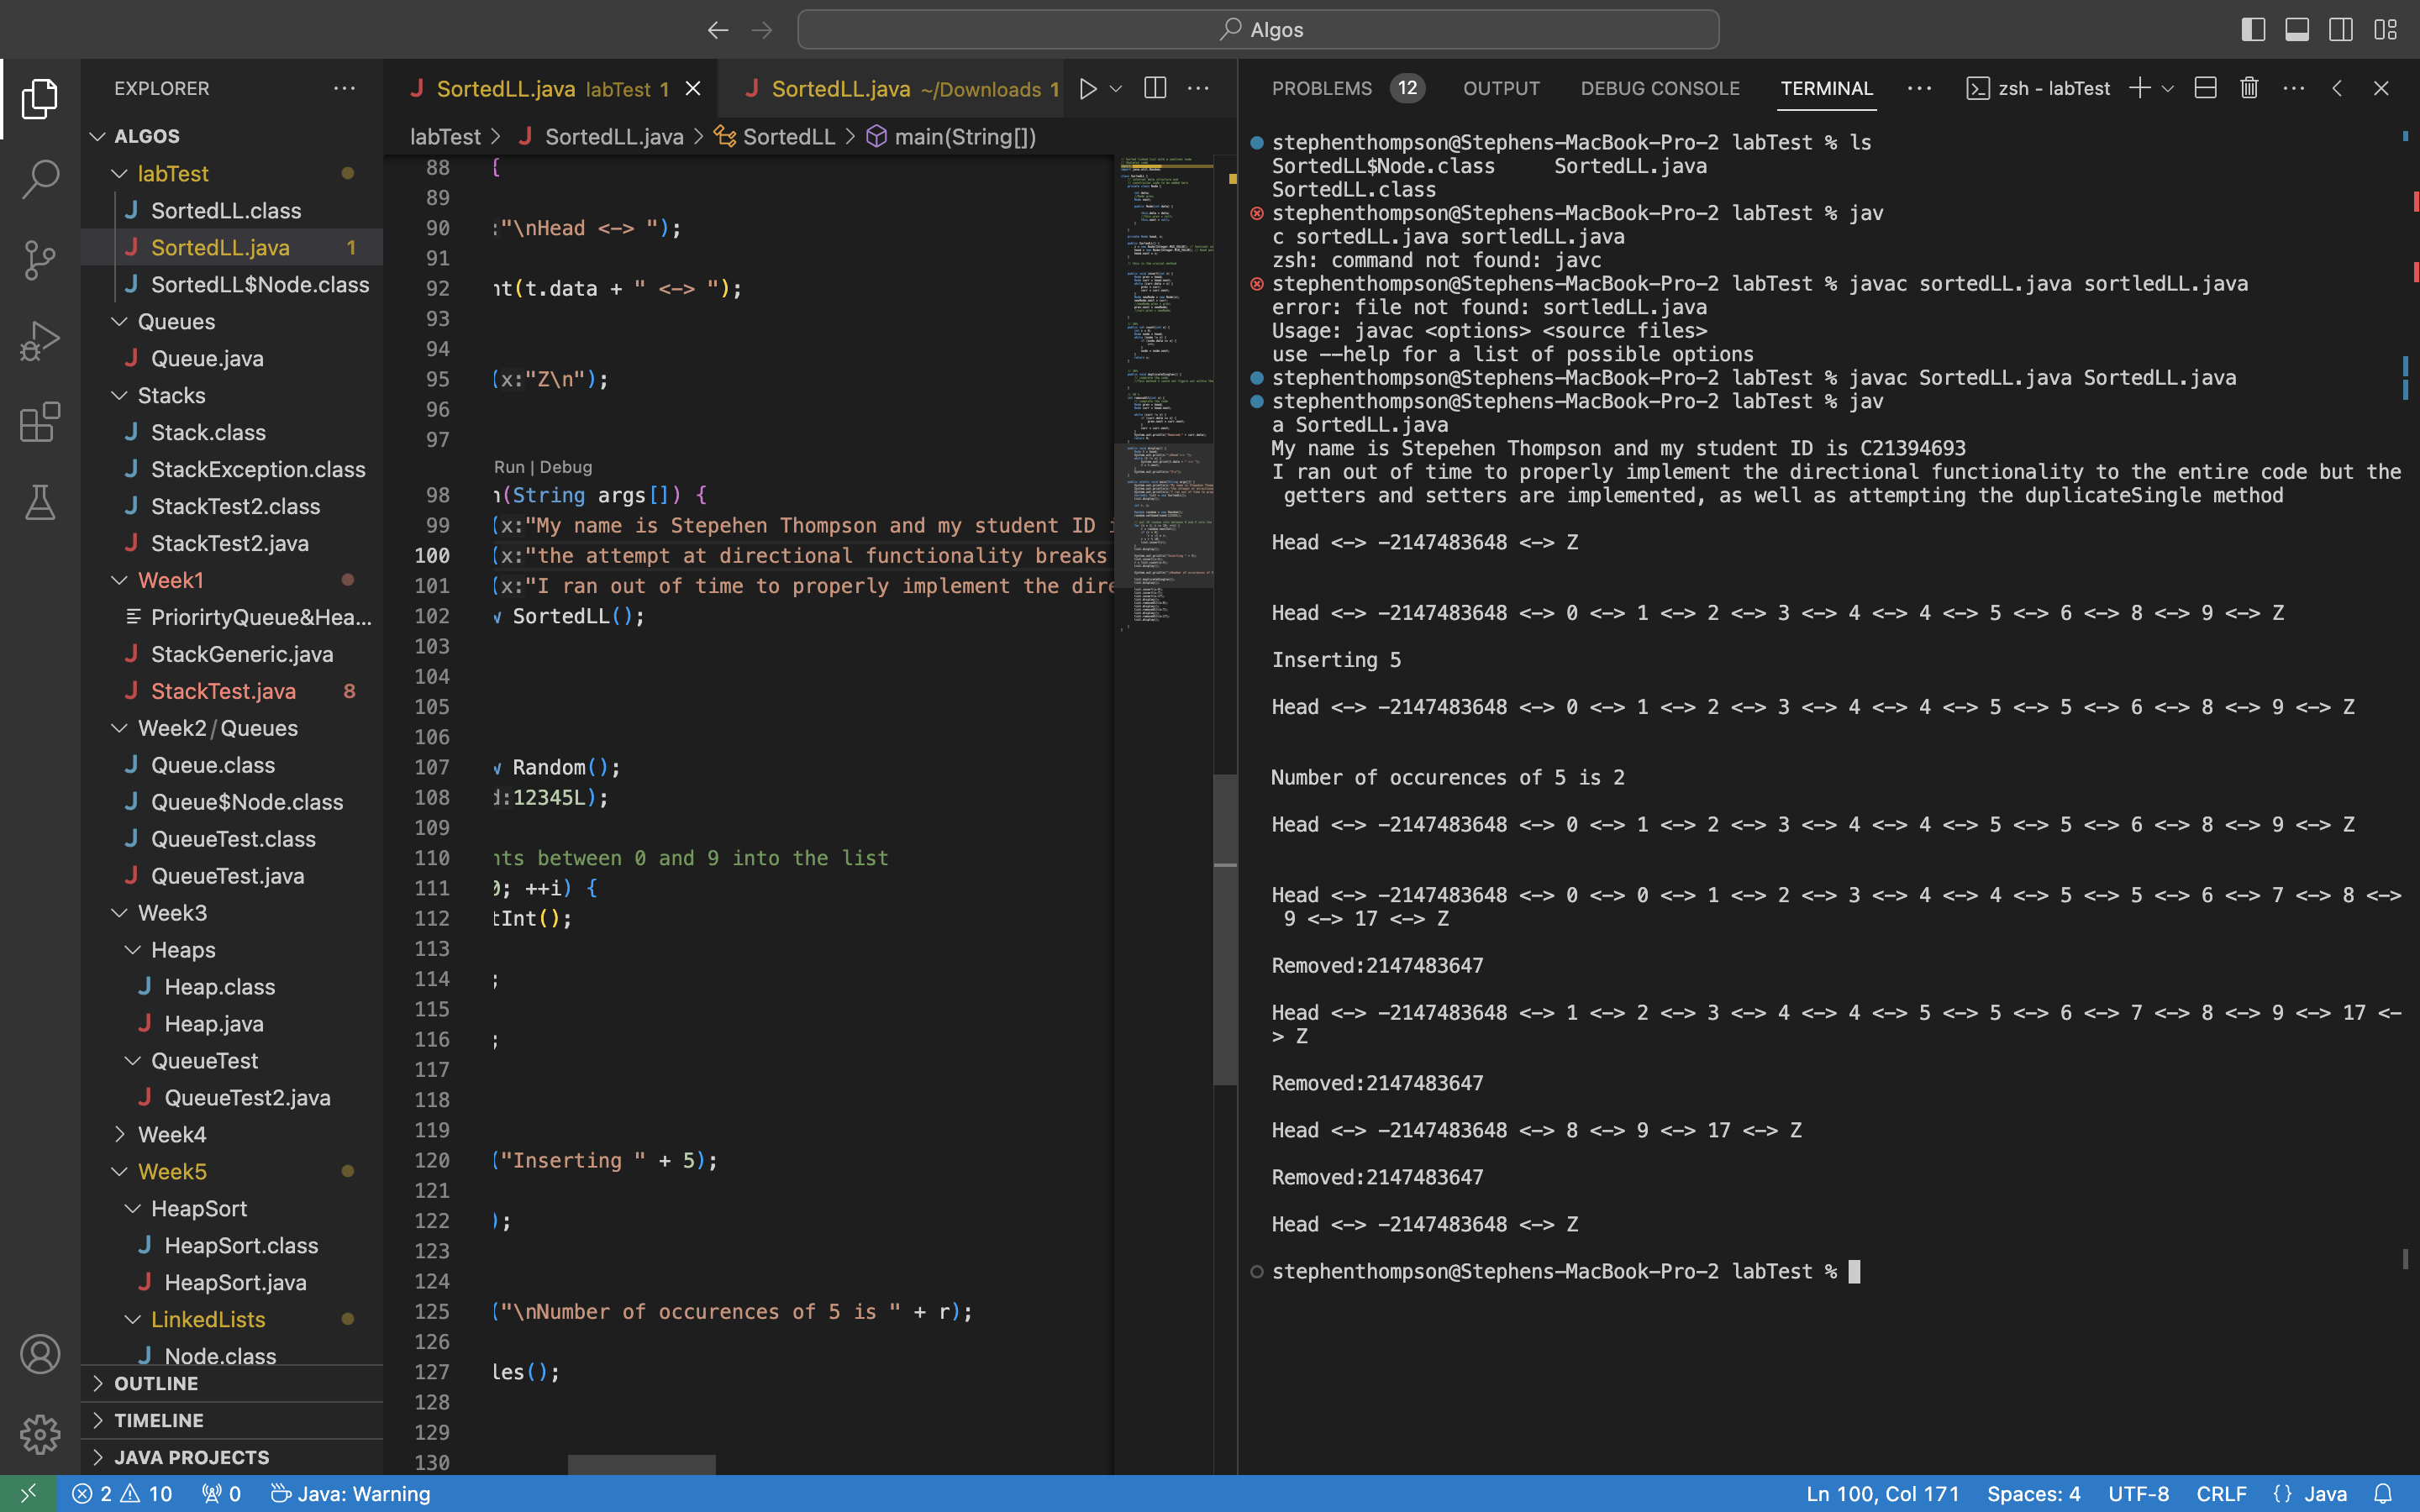 Algos
EXPLORER
ALGOS
labTest
SortedLL.class
SortedLL.java 1
SortedLL$Node.class
Queues
Queue.java
Stacks
Stack.class
StackException.class
StackTest2.class
StackTest2.java
Week1
PriorirtyQueue&Hea...
StackGeneric.java
StackTest.java 8
Week2/Queues
Queue.class
Queue$Node.class
QueueTest.class
QueueTest.java
Week3
Heaps
Heap.class
Heap.java
QueueTest
QueueTest2.java
Week4
Week5
HeapSort
HeapSort.class
HeapSort.java
LinkedLists
Node.class
OUTLINE
TIMELINE
JAVA PROJECTS
SortedLL.java labTest 1
SortedLL.java ~/Downloads 1
labTest > SortedLL.java > SortedLL > main(String[])
88 {
89
90 :"\nHead <-> ");
91
92 nt(t.data + " <-> ");
93
94
95 (x:"Z\n");
96
97
Run | Debug
98 n(String args[]) {
99 (x:"My name is Stepehen Thompson and my student ID i
100 (x:"the attempt at directional functionality breaks
101 (x:"I ran out of time to properly implement the dire
102 w SortedLL();
103
104
105
106
107 w Random();
108 d:12345L);
109
110 nts between 0 and 9 into the list
111 0; ++i) {
112 tInt();
113
114 ;
115
116 ;
117
118
119
120 ("Inserting " + 5);
121
122 );
123
124
125 ("\nNumber of occurences of 5 is " + r);
126
127 les();
128
129
130
PROBLEMS 12 OUTPUT DEBUG CONSOLE TERMINAL zsh - labTest
stephenthompson@Stephens-MacBook-Pro-2 labTest % ls
SortedLL$Node.class SortedLL.java
SortedLL.class
stephenthompson@Stephens-MacBook-Pro-2 labTest % jav
c sortedLL.java sortledLL.java
zsh: command not found: javc
stephenthompson@Stephens-MacBook-Pro-2 labTest % javac sortedLL.java sortledLL.java
error: file not found: sortledLL.java
Usage: javac <options> <source files>
use --help for a list of possible options
stephenthompson@Stephens-MacBook-Pro-2 labTest % javac SortedLL.java SortedLL.java
stephenthompson@Stephens-MacBook-Pro-2 labTest % jav
a SortedLL.java
My name is Stepehen Thompson and my student ID is C21394693
I ran out of time to properly implement the directional functionality to the entire code but the
getters and setters are implemented, as well as attempting the duplicateSingle method
Head <-> -2147483648 <-> Z
Head <-> -2147483648 <-> 0 <-> 1 <-> 2 <-> 3 <-> 4 <-> 4 <-> 5 <-> 6 <-> 8 <-> 9 <-> Z
Inserting 5
Head <-> -2147483648 <-> 0 <-> 1 <-> 2 <-> 3 <-> 4 <-> 4 <-> 5 <-> 5 <-> 6 <-> 8 <-> 9 <-> Z
Number of occurences of 5 is 2
Head <-> -2147483648 <-> 0 <-> 1 <-> 2 <-> 3 <-> 4 <-> 4 <-> 5 <-> 5 <-> 6 <-> 8 <-> 9 <-> Z
Head <-> -2147483648 <-> 0 <-> 0 <-> 1 <-> 2 <-> 3 <-> 4 <-> 4 <-> 5 <-> 5 <-> 6 <-> 7 <-> 8 <->
9 <-> 17 <-> Z
Removed:2147483647
Head <-> -2147483648 <-> 1 <-> 2 <-> 3 <-> 4 <-> 4 <-> 5 <-> 5 <-> 6 <-> 7 <-> 8 <-> 9 <-> 17 <-
> Z
Removed:2147483647
Head <-> -2147483648 <-> 8 <-> 9 <-> 17 <-> Z
Removed:2147483647
Head <-> -2147483648 <-> Z
stephenthompson@Stephens-MacBook-Pro-2 labTest %
2 10 0 Java: Warning Ln 100, Col 171 Spaces: 4 UTF-8 CRLF {} Java